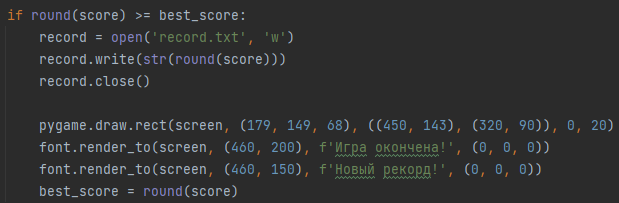 if round(score) >= best_score:
    record = open('record.txt', 'w')
    record.write(str(round(score)))
    record.close()

    pygame.draw.rect(screen, (179, 149, 68), ((450, 143), (320, 90)), 0, 20)
    font.render_to(screen, (460, 200), f'Игра окончена!', (0, 0, 0))
    font.render_to(screen, (460, 150), f'Новый рекорд!', (0, 0, 0))
    best_score = round(score)